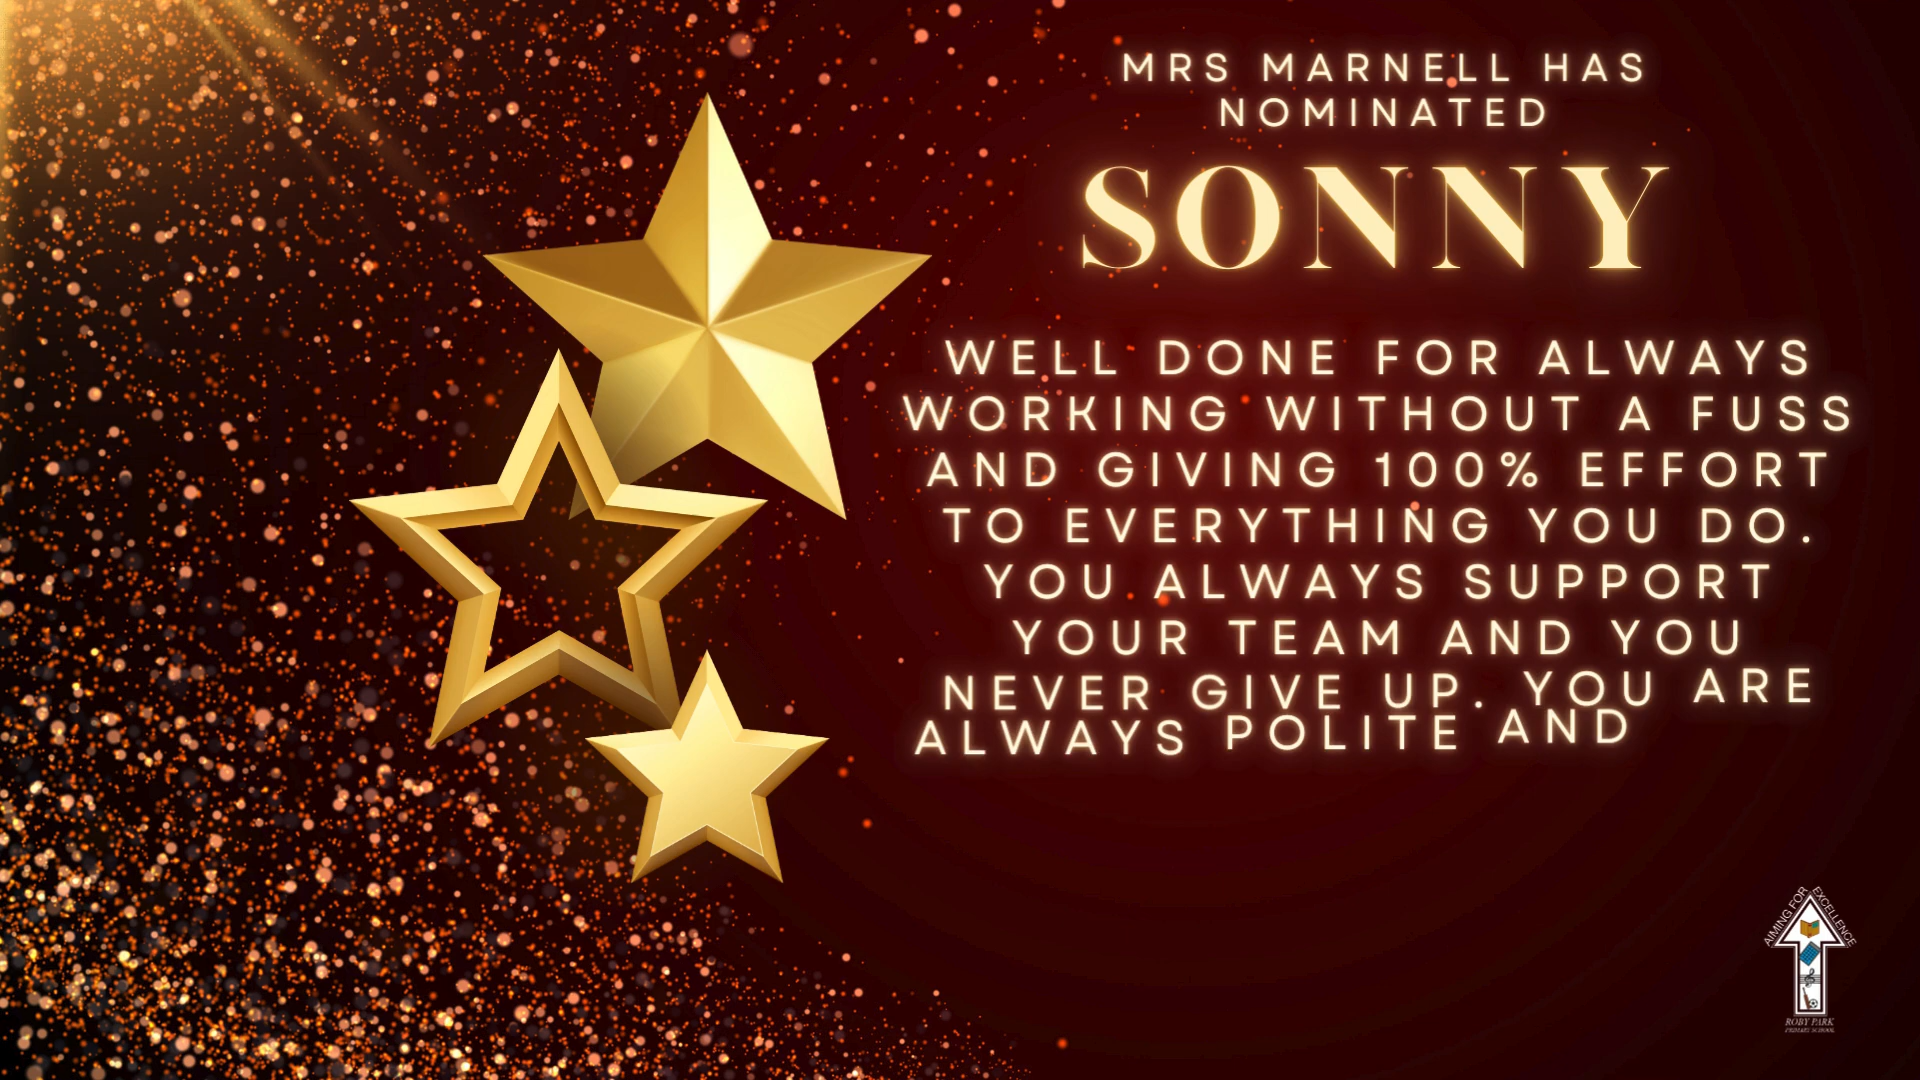 MRS MARNELL HAS
NOMINATED
SONNY
WELL DONE FOR ALWAYS
WORKING WITHOUT A FUSS
AND GIVING 100% EFFORT
TO EVERYTHING YOU DO.
YOU ALWAYS SUPPORT
YOUR TEAM AND YOU
NEVER GIVE UP. YOU ARE
ALWAYS POLITE AND
AIMING FOR EXCELLENCE
ROBY PARK
PRIMARY SCHOOL